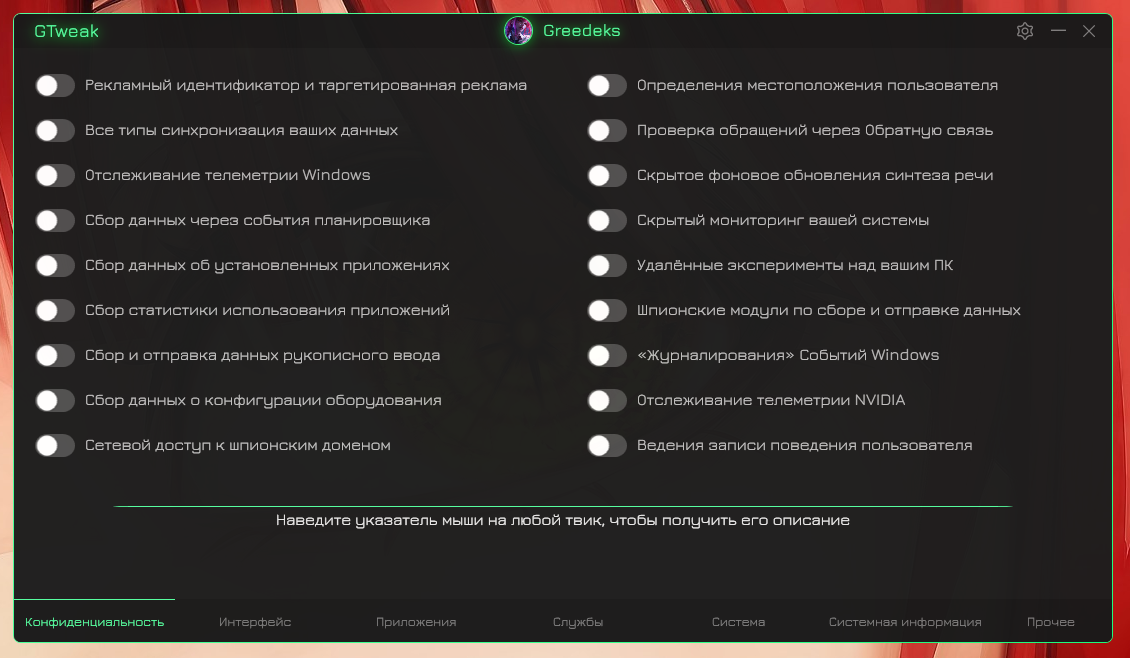 GTweak
Greedeks
Рекламный идентификатор и таргетированная реклама
Все типы синхронизация ваших данных
Отслеживание телеметрии Windows
Сбор данных через события планировщика
Сбор данных об установленных приложениях
Сбор статистики использования приложений
Сбор и отправка данных рукописного ввода
Сбор данных о конфигурации оборудования
Сетевой доступ к шпионским доменом
Определения местоположения пользователя
Проверка обращений через Обратную связь
Скрытое фоновое обновления синтеза речи
Скрытый мониторинг вашей системы
Удалённые эксперименты над вашим ПК
Шпионские модули по сборе и отправке данных
«Журналирования» Событий Windows
Отслеживание телеметрии NVIDIA
Ведения записи поведения пользователя
Наведите указатель мыши на любой твик, чтобы получить его описание
Конфиденциальность
Интерфейс
Приложения
Службы
Система
Системная информация
Прочее